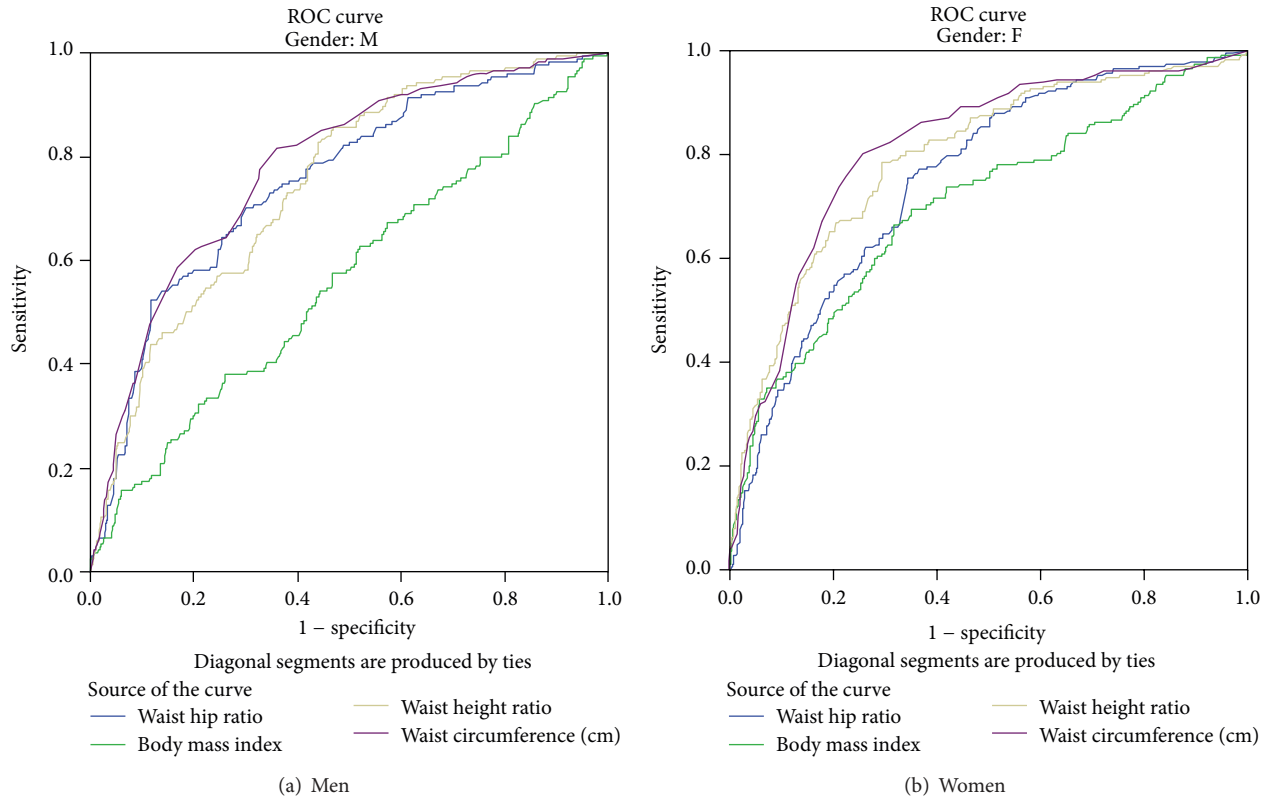 ROC curve
Gender: M
1.0
0.8
0.6
0.4
0.2
0.0
Sensitivity
0.0 0.2 0.4 0.6 0.8 1.0
1 − specificity
Diagonal segments are produced by ties
Source of the curve
Waist hip ratio
Body mass index
Waist height ratio
Waist circumference (cm)
(a) Men
ROC curve
Gender: F
1.0
0.8
0.6
0.4
0.2
0.0
Sensitivity
0.0 0.2 0.4 0.6 0.8 1.0
1 − specificity
Diagonal segments are produced by ties
Source of the curve
Waist hip ratio
Body mass index
Waist height ratio
Waist circumference (cm)
(b) Women